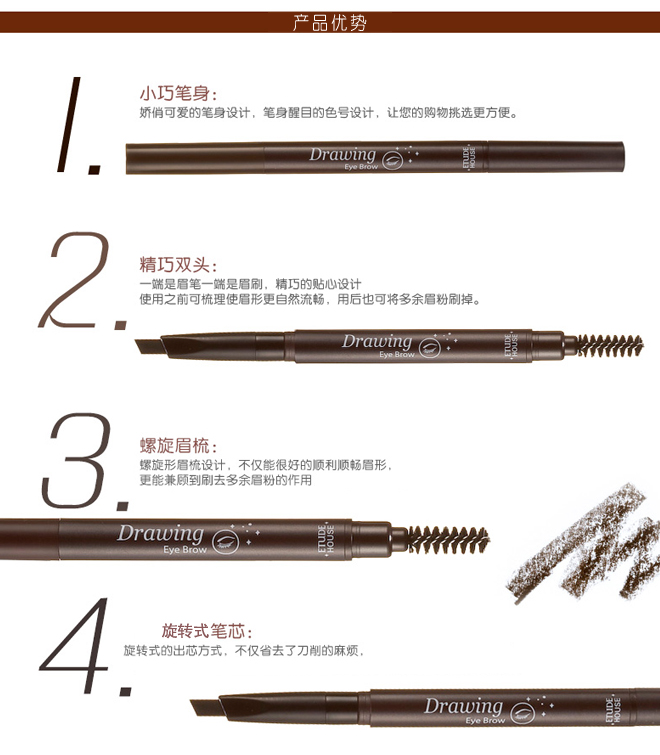 产品优势
1.
小巧笔身：
娇俏可爱的笔身设计，笔身醒目的色号设计，让您的购物挑选更方便。
Drawing
Eye Brow
ETUDE
HOUSE
2.
精巧双头：
一端是眉笔一端是眉刷，精巧的贴心设计
使用之前可梳理使眉形更自然流畅，用后也可将多余眉粉刷掉。
Drawing
Eye Brow
ETUDE
HOUSE
3.
螺旋眉梳：
螺旋形眉梳设计，不仅能很好的顺利顺畅眉形，
更能兼顾到刷去多余眉粉的作用
Drawing
Eye Brow
ETUDE
HOUSE
4.
旋转式笔芯：
旋转式的出芯方式，不仅省去了刀削的麻烦，
Drawing
Eye Brow
ETUDE
HOUSE